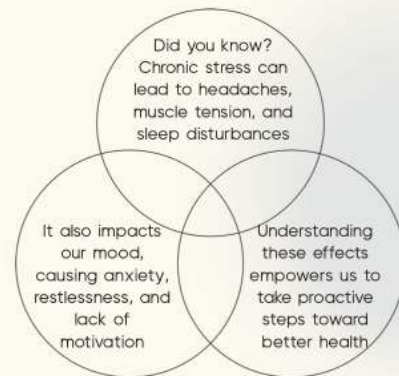 Did you know?
Chronic stress can
lead to headaches,
muscle tension, and
sleep disturbances
It also impacts
our mood,
causing anxiety,
restlessness, and
lack of
motivation
Understanding
these effects
empowers us to
take proactive
steps toward
better health